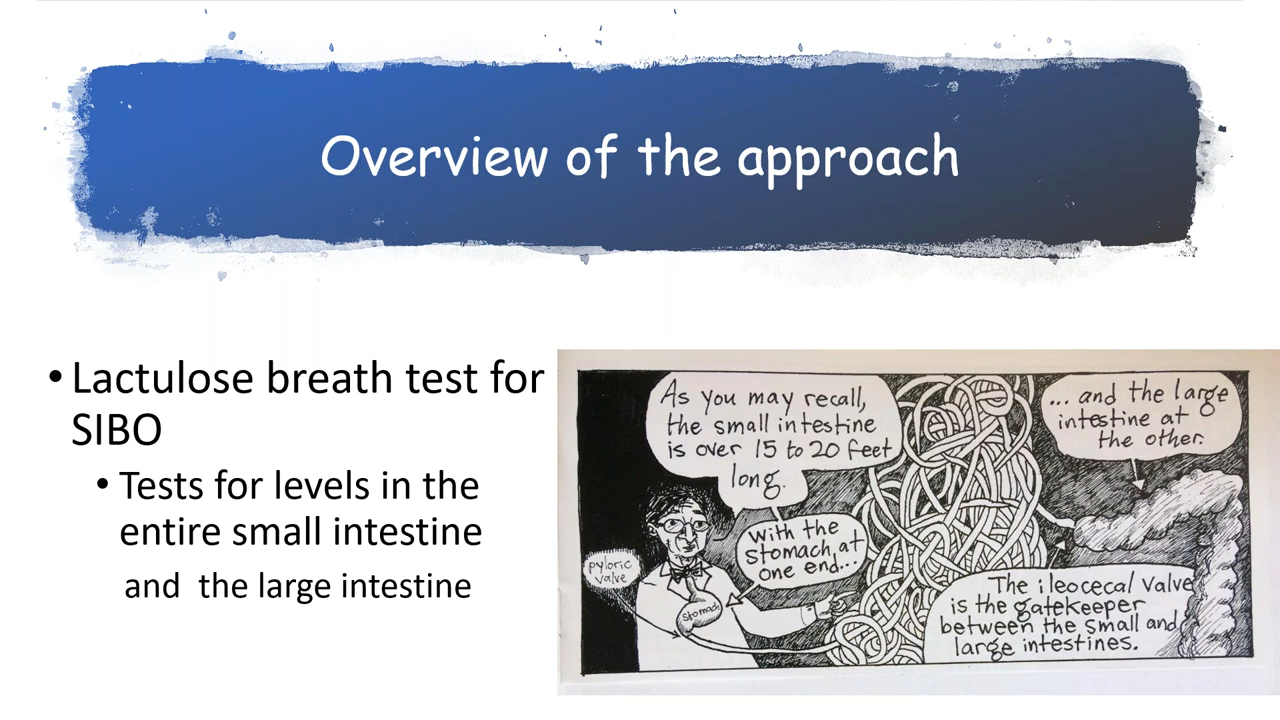 Overview of the approach
• Lactulose breath test for
SIBO
• Tests for levels in the
entire small intestine
and the large intestine
As you may recall,
the small intestine
is over 15 to 20 feet
long.
with the
stomach at
one end...
... and the large
intestine at
the other.
pyloric
valve
Stomach
The ileocecal valve
is the gatekeeper
between the small and
large intestines.